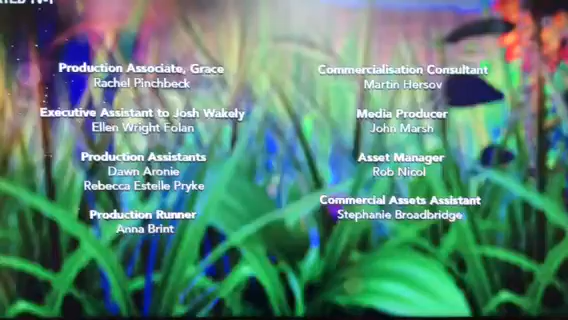 Production Associate, Grace
Rachel Pinchbeck
Executive Assistant to Josh Wakely
Ellen Wright Folan
Production Assistants
Dawn Aronie
Rebecca Estelle Pryke
Production Runner
Anna Brint
Commercialisation Consultant
Martin Hersov
Media Producer
John Marsh
Asset Manager
Rob Nicol
Commercial Assets Assistant
Stephanie Broadbridge